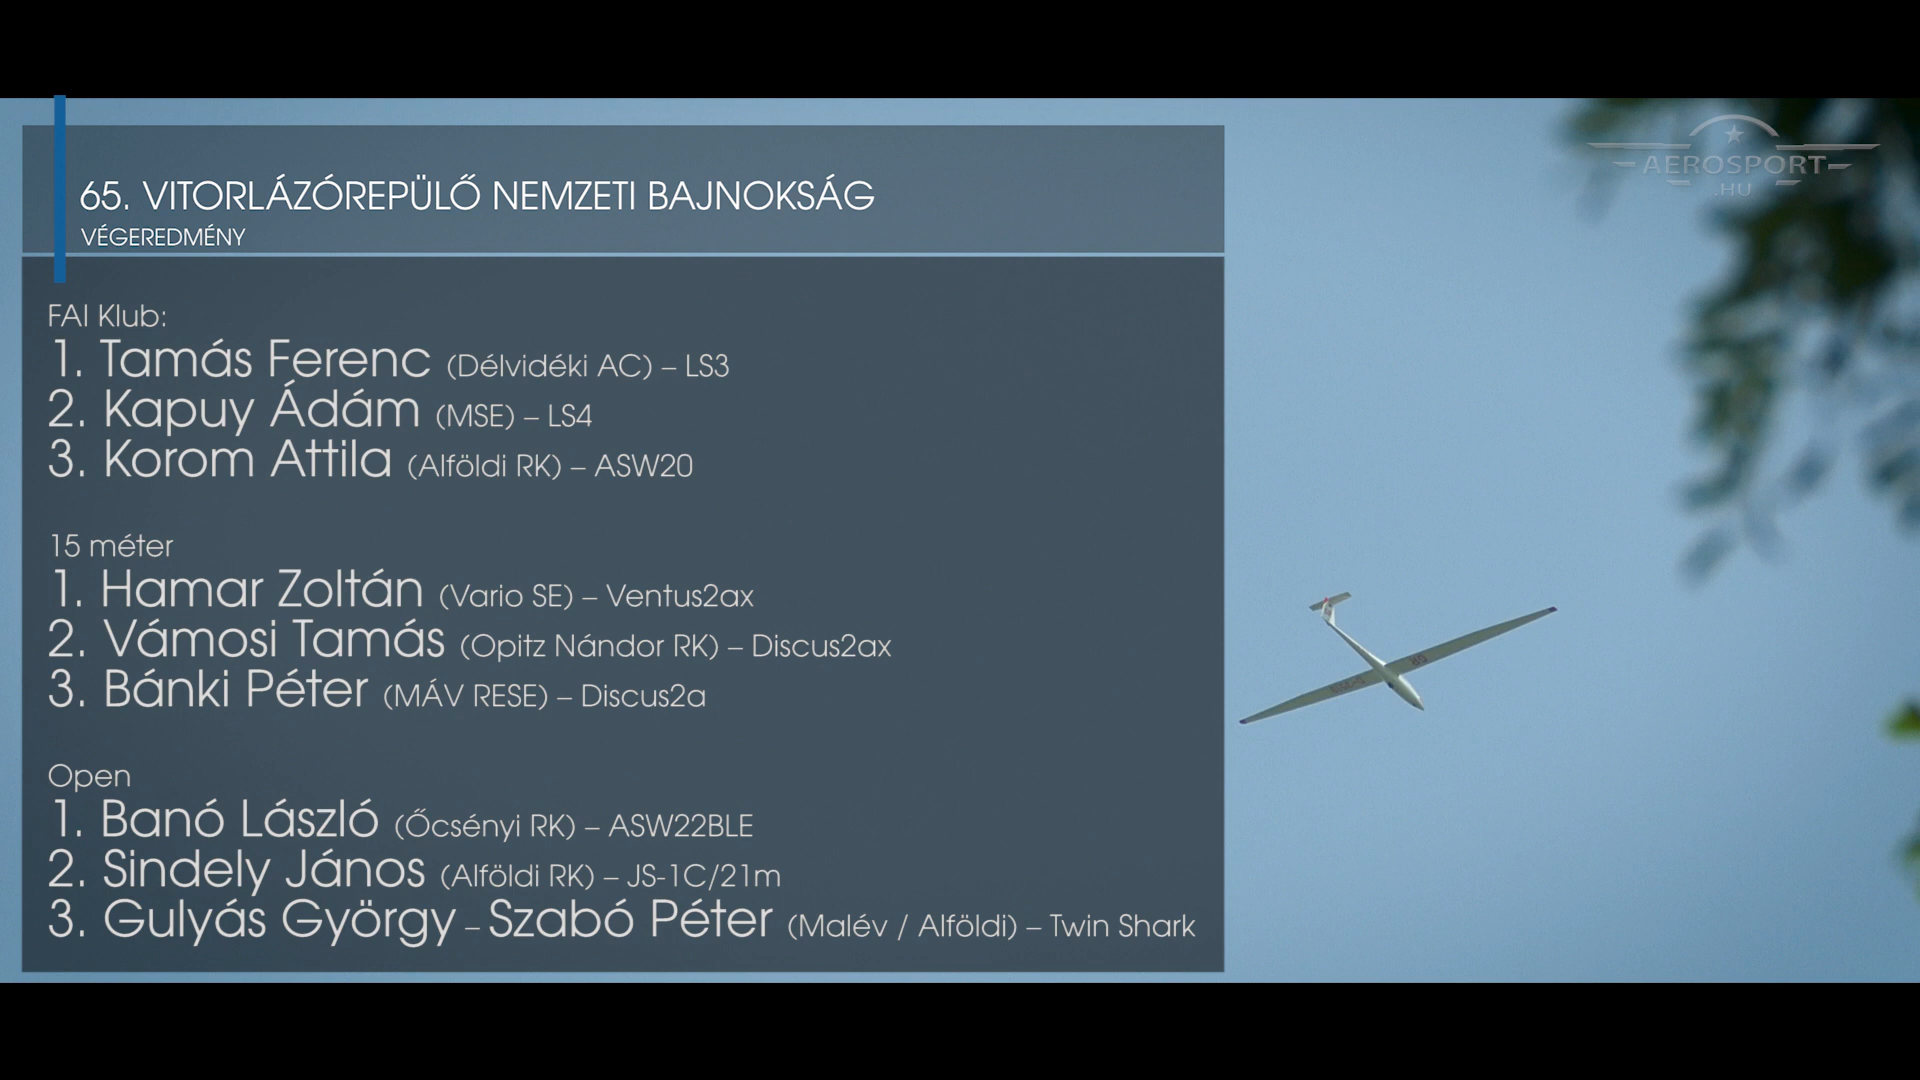 65. VITORLÁZÓREPÜLŐ NEMZETI BAJNOKSÁG
VÉGEREDMÉNY
AEROSPORT
.HU
FAI Klub:
1. Tamás Ferenc (Délvidéki AC) – LS3
2. Kapuy Ádám (MSE) – LS4
3. Korom Attila (Alföldi RK) – ASW20
15 méter
1. Hamar Zoltán (Vario SE) – Ventus2ax
2. Vámosi Tamás (Opitz Nándor RK) – Discus2ax
3. Bánki Péter (MÁV RESE) – Discus2a
Open
1. Banó László (Őcsényi RK) – ASW22BLE
2. Sindely János (Alföldi RK) – JS-1C/21m
3. Gulyás György – Szabó Péter (Malév / Alföldi) – Twin Shark